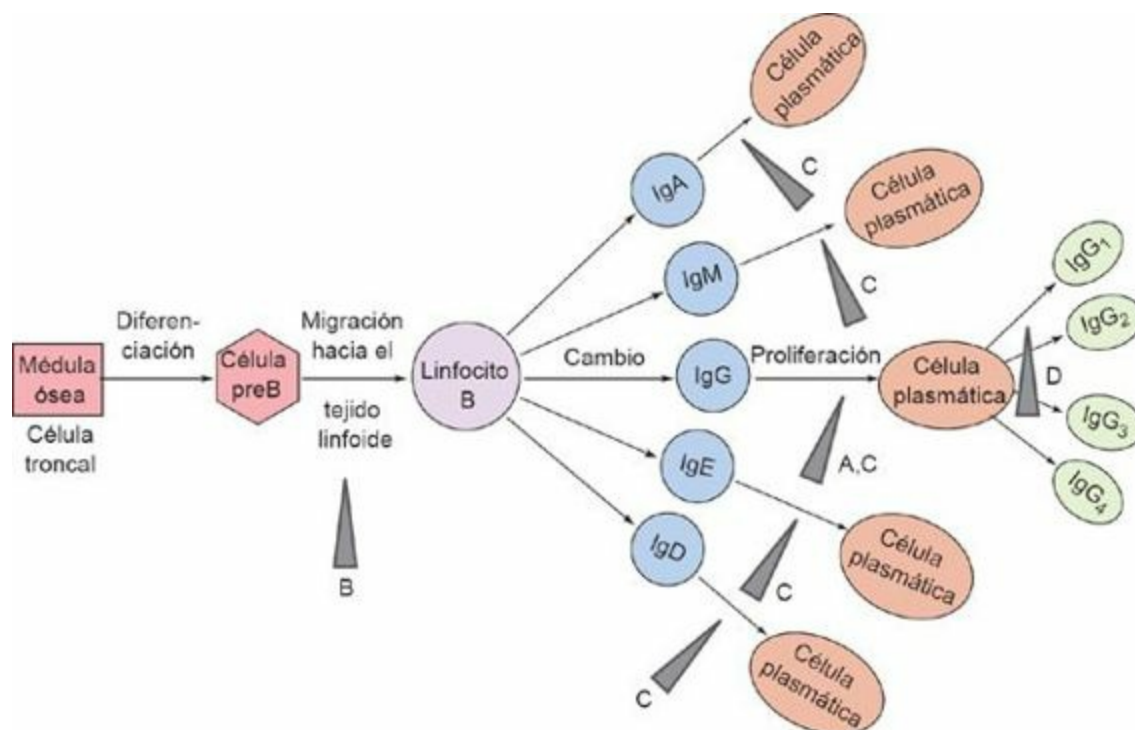 Médula
ósea
Célula
troncal
Diferen-
ciación
Célula
preB
Migración
hacia el
tejido
linfoide
B
Linfocito
B
Cambio
IgA
IgM
IgG
IgE
IgD
Proliferación
Célula
plasmática
C
Célula
plasmática
C
Célula
plasmática
A,C
Célula
plasmática
C
Célula
plasmática
C
D
IgG1
IgG2
IgG3
IgG4